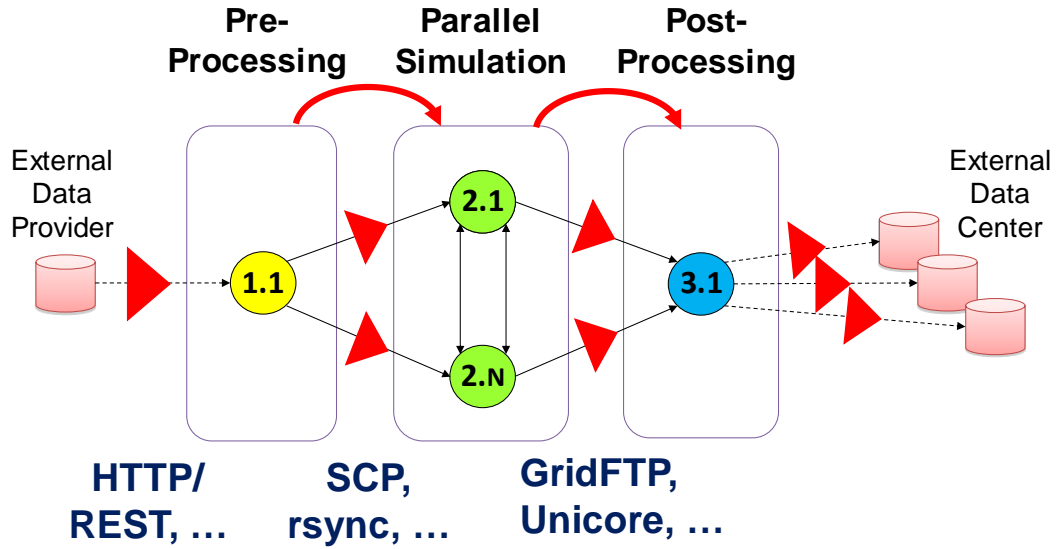 Pre-
Processing
Parallel
Simulation
Post-
Processing
External
Data
Provider
External
Data
Center
1.1
2.1
2.N
3.1
HTTP/
REST, …
SCP,
rsync, …
GridFTP,
Unicore, …